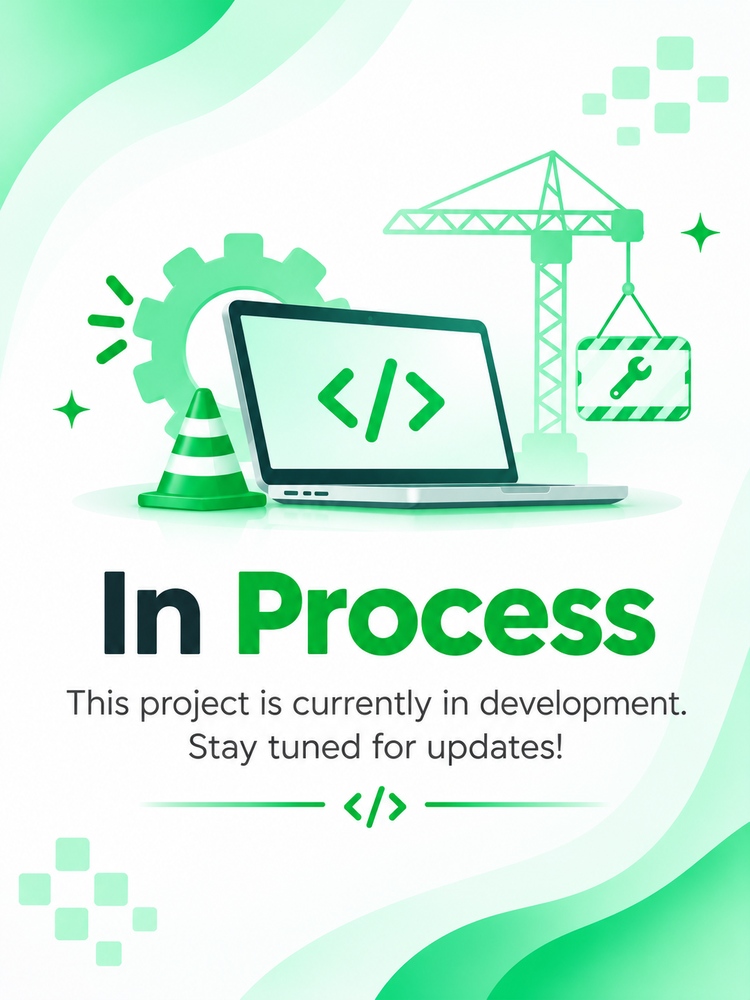 </>
In Process
This project is currently in development.
Stay tuned for updates!
</>